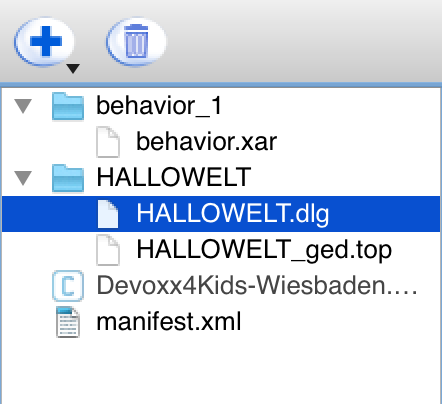 behavior_1
behavior.xar
HALLOWELT
HALLOWELT.dlg
HALLOWELT_ged.top
C
Devoxx4Kids-Wiesbaden....
manifest.xml